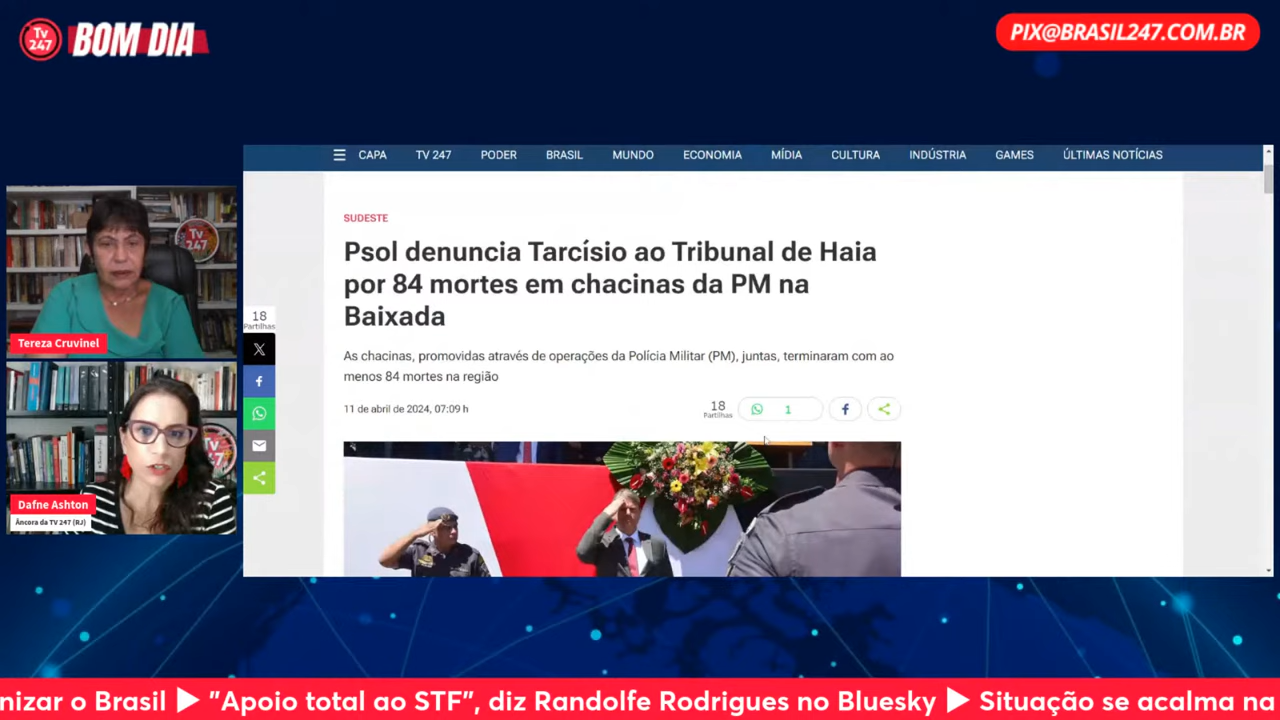 Tv 247
BOM DIA
PIX@BRASIL247.COM.BR
☰ CAPA TV 247 PODER BRASIL MUNDO ECONOMIA MÍDIA CULTURA INDÚSTRIA GAMES ÚLTIMAS NOTÍCIAS
SUDESTE
Psol denuncia Tarcísio ao Tribunal de Haia
por 84 mortes em chacinas da PM na
Baixada
As chacinas, promovidas através de operações da Polícia Militar (PM), juntas, terminaram com ao
menos 84 mortes na região
11 de abril de 2024, 07:09 h
18
Partilhas
1
18
Partilhas
Tv 247
Tereza Cruvinel
Tv
Dafne Ashton
Âncora da TV 247 (RJ)
nizar o Brasil ▶ "Apoio total ao STF", diz Randolfe Rodrigues no Bluesky ▶ Situação se acalma na